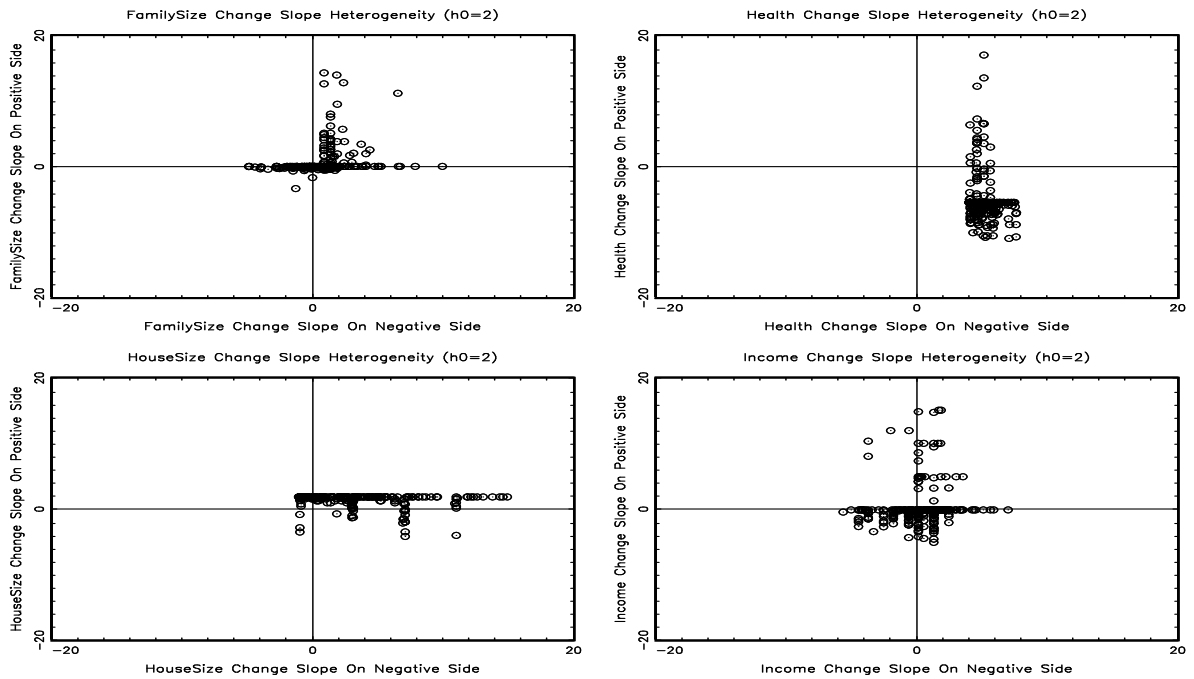 FamilySize Change Slope Heterogeneity (h0=2)
FamilySize Change Slope On Positive Side
20
0
-20
-20
0
20
FamilySize Change Slope On Negative Side
Health Change Slope Heterogeneity (h0=2)
Health Change Slope On Positive Side
20
0
-20
-20
0
20
Health Change Slope On Negative Side
HouseSize Change Slope Heterogeneity (h0=2)
HouseSize Change Slope On Positive Side
20
0
-20
-20
0
20
HouseSize Change Slope On Negative Side
Income Change Slope Heterogeneity (h0=2)
Income Change Slope On Positive Side
20
0
-20
-20
0
20
Income Change Slope On Negative Side